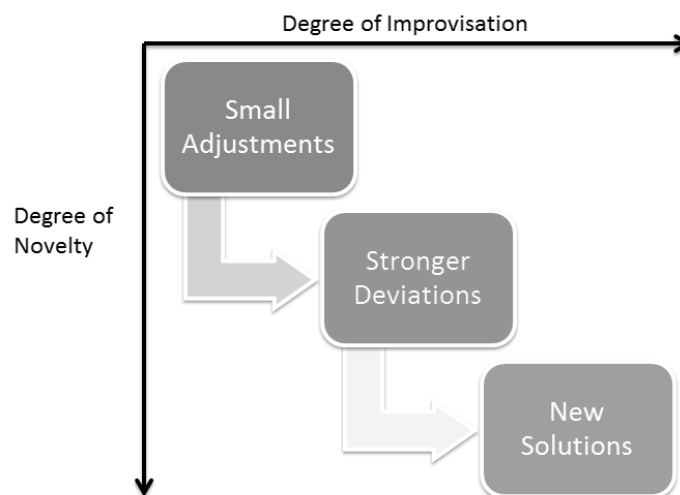 Degree of Improvisation
Small
Adjustments
Degree of
Novelty
Stronger
Deviations
New
Solutions